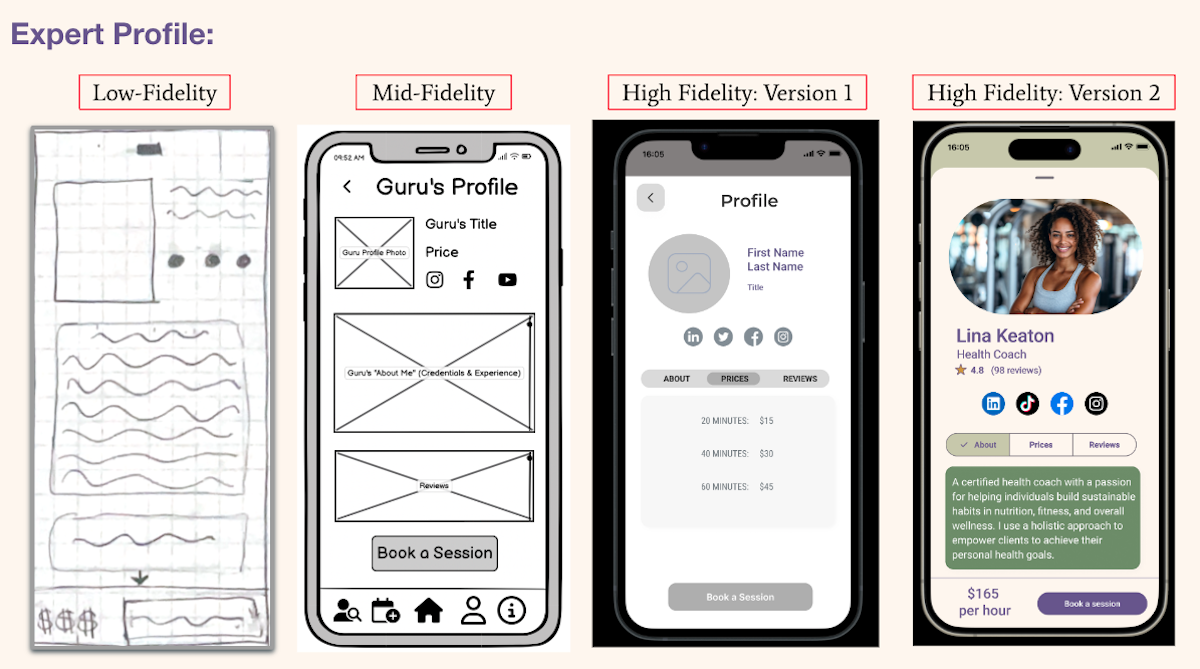 Expert Profile:
Low-Fidelity
$$$
Mid-Fidelity
09:52 AM
Guru's Profile
Guru Profile Photo
Guru's Title
Price
Guru's "About Me" (Credentials & Experience)
Reviews
Book a Session
High Fidelity: Version 1
16:05
Profile
First Name
Last Name
Title
ABOUT PRICES REVIEWS
20 MINUTES: $15
40 MINUTES: $30
60 MINUTES: $45
Book a Session
High Fidelity: Version 2
16:05
Lina Keaton
Health Coach
4.8 (98 reviews)
About Prices Reviews
A certified health coach with a passion
for helping individuals build sustainable
habits in nutrition, fitness, and overall
wellness. I use a holistic approach to
empower clients to achieve their
personal health goals.
$165
per hour
Book a session